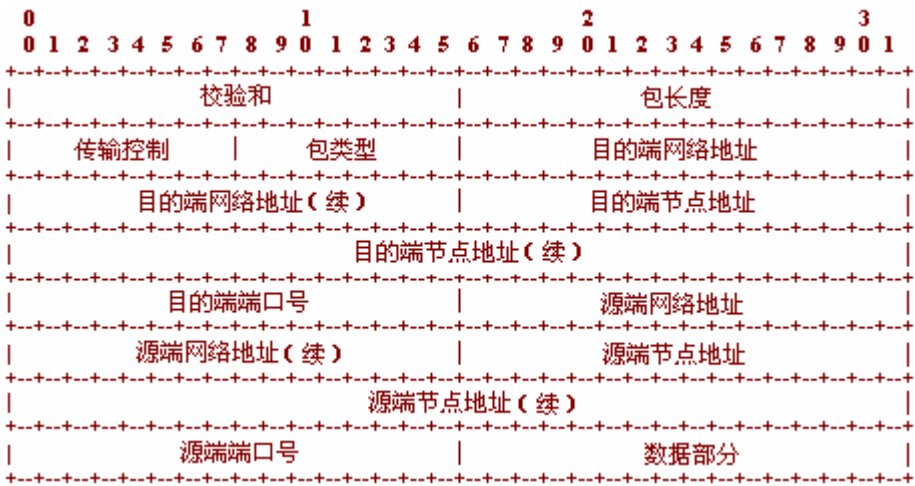 0 1 2 3
0 1 2 3 4 5 6 7 8 9 0 1 2 3 4 5 6 7 8 9 0 1 2 3 4 5 6 7 8 9 0 1
校验和 包长度
传输控制 包类型 目的端网络地址
目的端网络地址(续) 目的端节点地址
目的端节点地址(续)
目的端端口号 源端网络地址
源端网络地址(续) 源端节点地址
源端节点地址(续)
源端端口号 数据部分